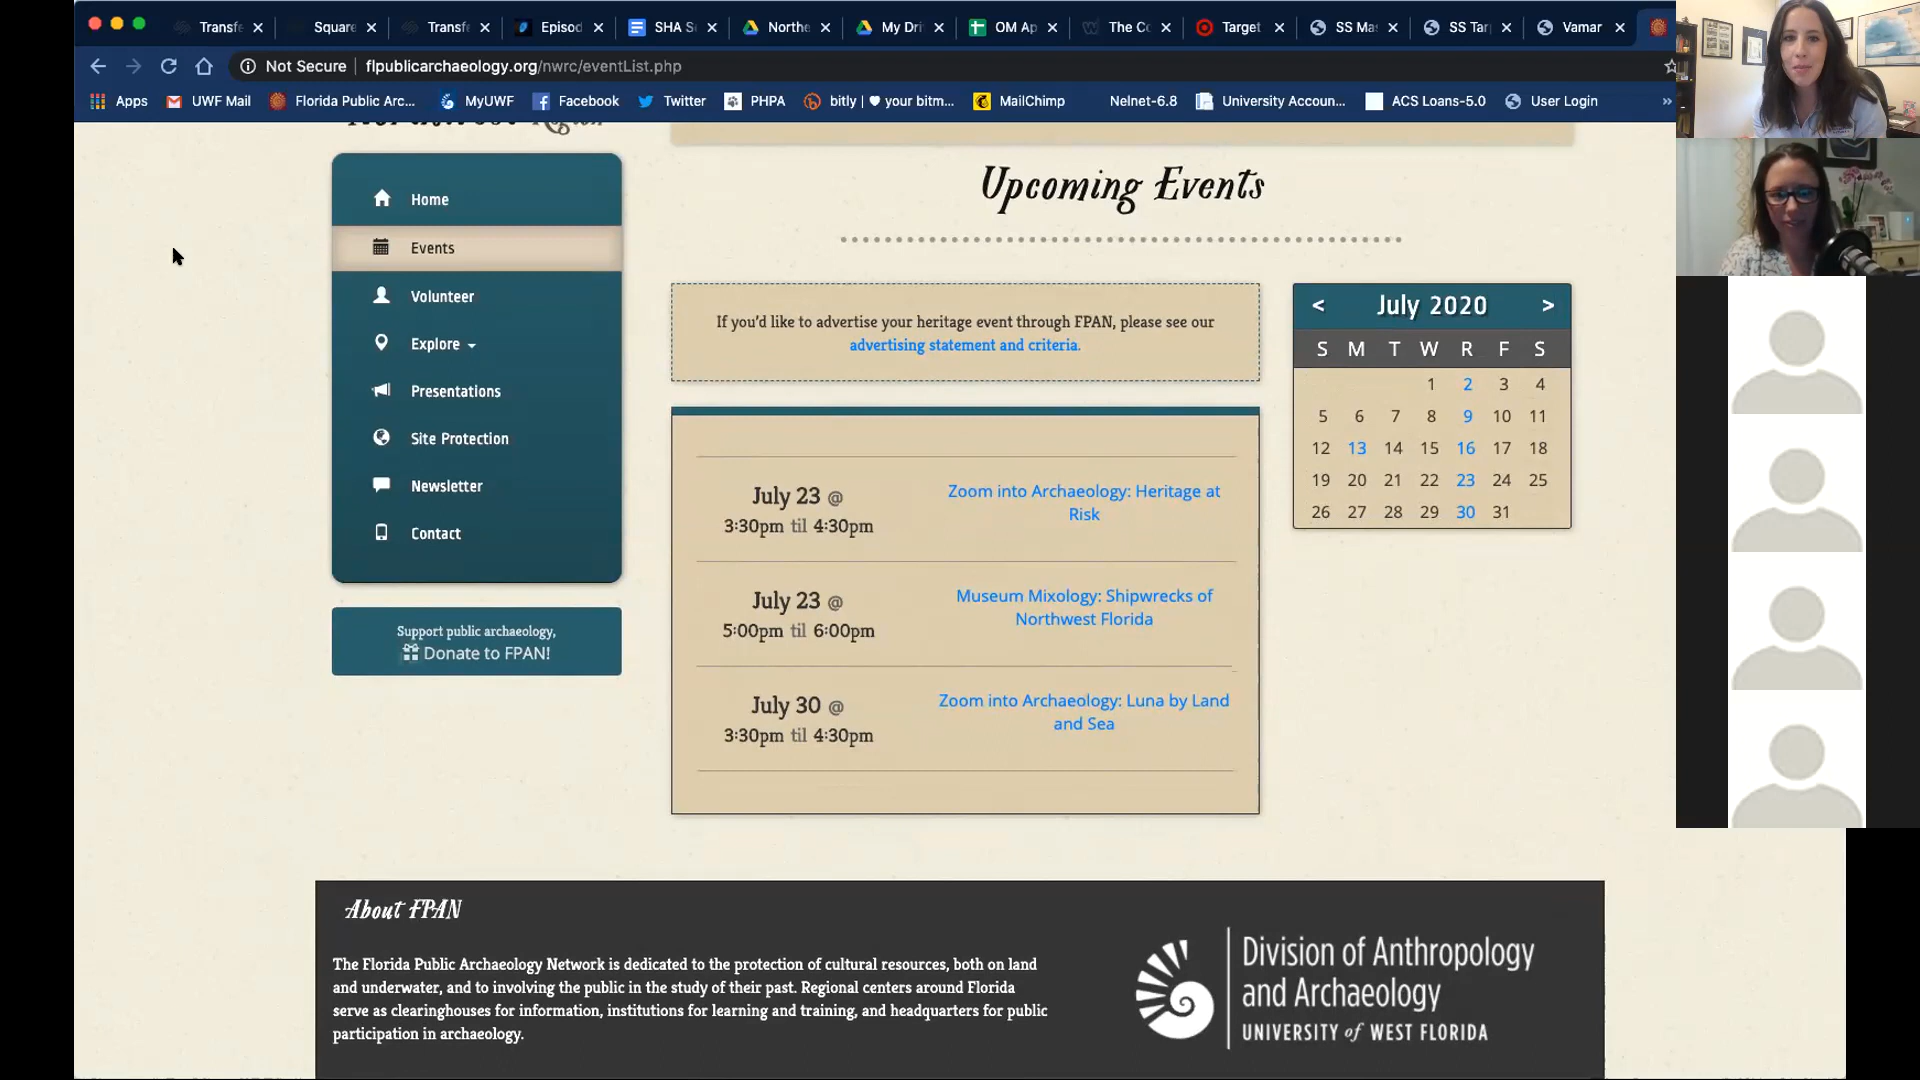 Transfe
Square
Transfe
Episod
SHA S
Northe
My Dri
OM Ap
The Co
Target
SS Mas
SS Tar
Vamar
Not Secure | flpublicarchaeology.org/nwrc/eventList.php
Apps UWF Mail Florida Public Arc... MyUWF Facebook Twitter PHPA bitly | ♥ your bitm... MailChimp Nelnet-6.8 University Accoun... ACS Loans-5.0 User Login »
Region
Home
Events
Volunteer
Explore
Presentations
Site Protection
Newsletter
Contact
Support public archaeology,
Donate to FPAN!
Upcoming Events
If you'd like to advertise your heritage event through FPAN, please see our
advertising statement and criteria.
July 23 @
3:30pm til 4:30pm
Zoom into Archaeology: Heritage at
Risk
July 23 @
5:00pm til 6:00pm
Museum Mixology: Shipwrecks of
Northwest Florida
July 30 @
3:30pm til 4:30pm
Zoom into Archaeology: Luna by Land
and Sea
< July 2020 >
S M T W R F S
1 2 3 4
5 6 7 8 9 10 11
12 13 14 15 16 17 18
19 20 21 22 23 24 25
26 27 28 29 30 31
About FPAN
The Florida Public Archaeology Network is dedicated to the protection of cultural resources, both on land
and underwater, and to involving the public in the study of their past. Regional centers around Florida
serve as clearinghouses for information, institutions for learning and training, and headquarters for public
participation in archaeology.
Division of Anthropology
and Archaeology
UNIVERSITY of WEST FLORIDA